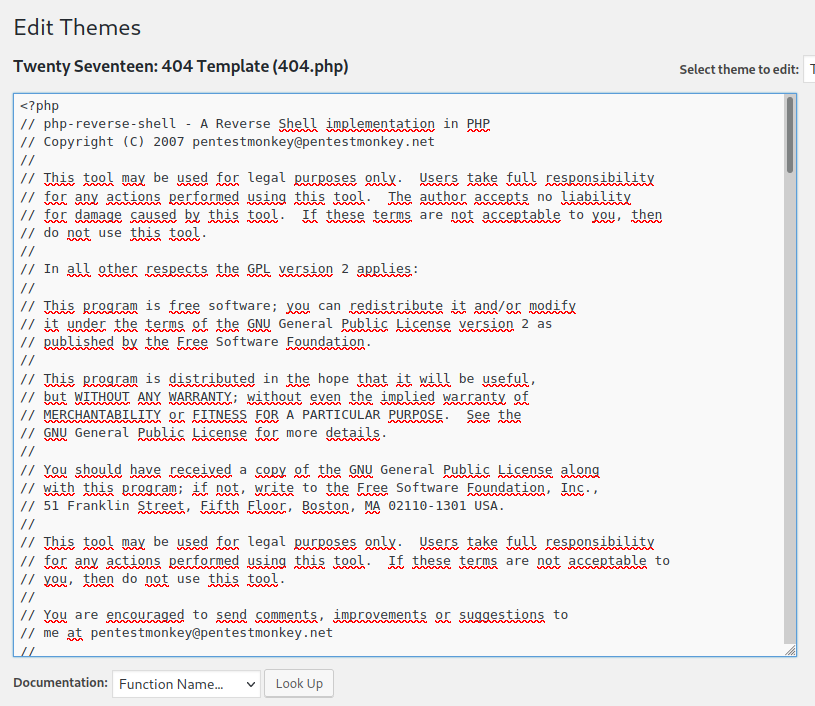 Edit Themes
Twenty Seventeen: 404 Template (404.php)
Select theme to edit:
<?php
// php-reverse-shell - A Reverse Shell implementation in PHP
// Copyright (C) 2007 pentestmonkey@pentestmonkey.net
//
// This tool may be used for legal purposes only.  Users take full responsibility
// for any actions performed using this tool.  The author accepts no liability
// for damage caused by this tool.  If these terms are not acceptable to you, then
// do not use this tool.
//
// In all other respects the GPL version 2 applies:
//
// This program is free software; you can redistribute it and/or modify
// it under the terms of the GNU General Public License version 2 as
// published by the Free Software Foundation.
//
// This program is distributed in the hope that it will be useful,
// but WITHOUT ANY WARRANTY; without even the implied warranty of
// MERCHANTABILITY or FITNESS FOR A PARTICULAR PURPOSE.  See the
// GNU General Public License for more details.
//
// You should have received a copy of the GNU General Public License along
// with this program; if not, write to the Free Software Foundation, Inc.,
// 51 Franklin Street, Fifth Floor, Boston, MA 02110-1301 USA.
//
// This tool may be used for legal purposes only.  Users take full responsibility
// for any actions performed using this tool.  If these terms are not acceptable to
// you, then do not use this tool.
//
// You are encouraged to send comments, improvements or suggestions to
// me at pentestmonkey@pentestmonkey.net
//
Documentation: Function Name... Look Up